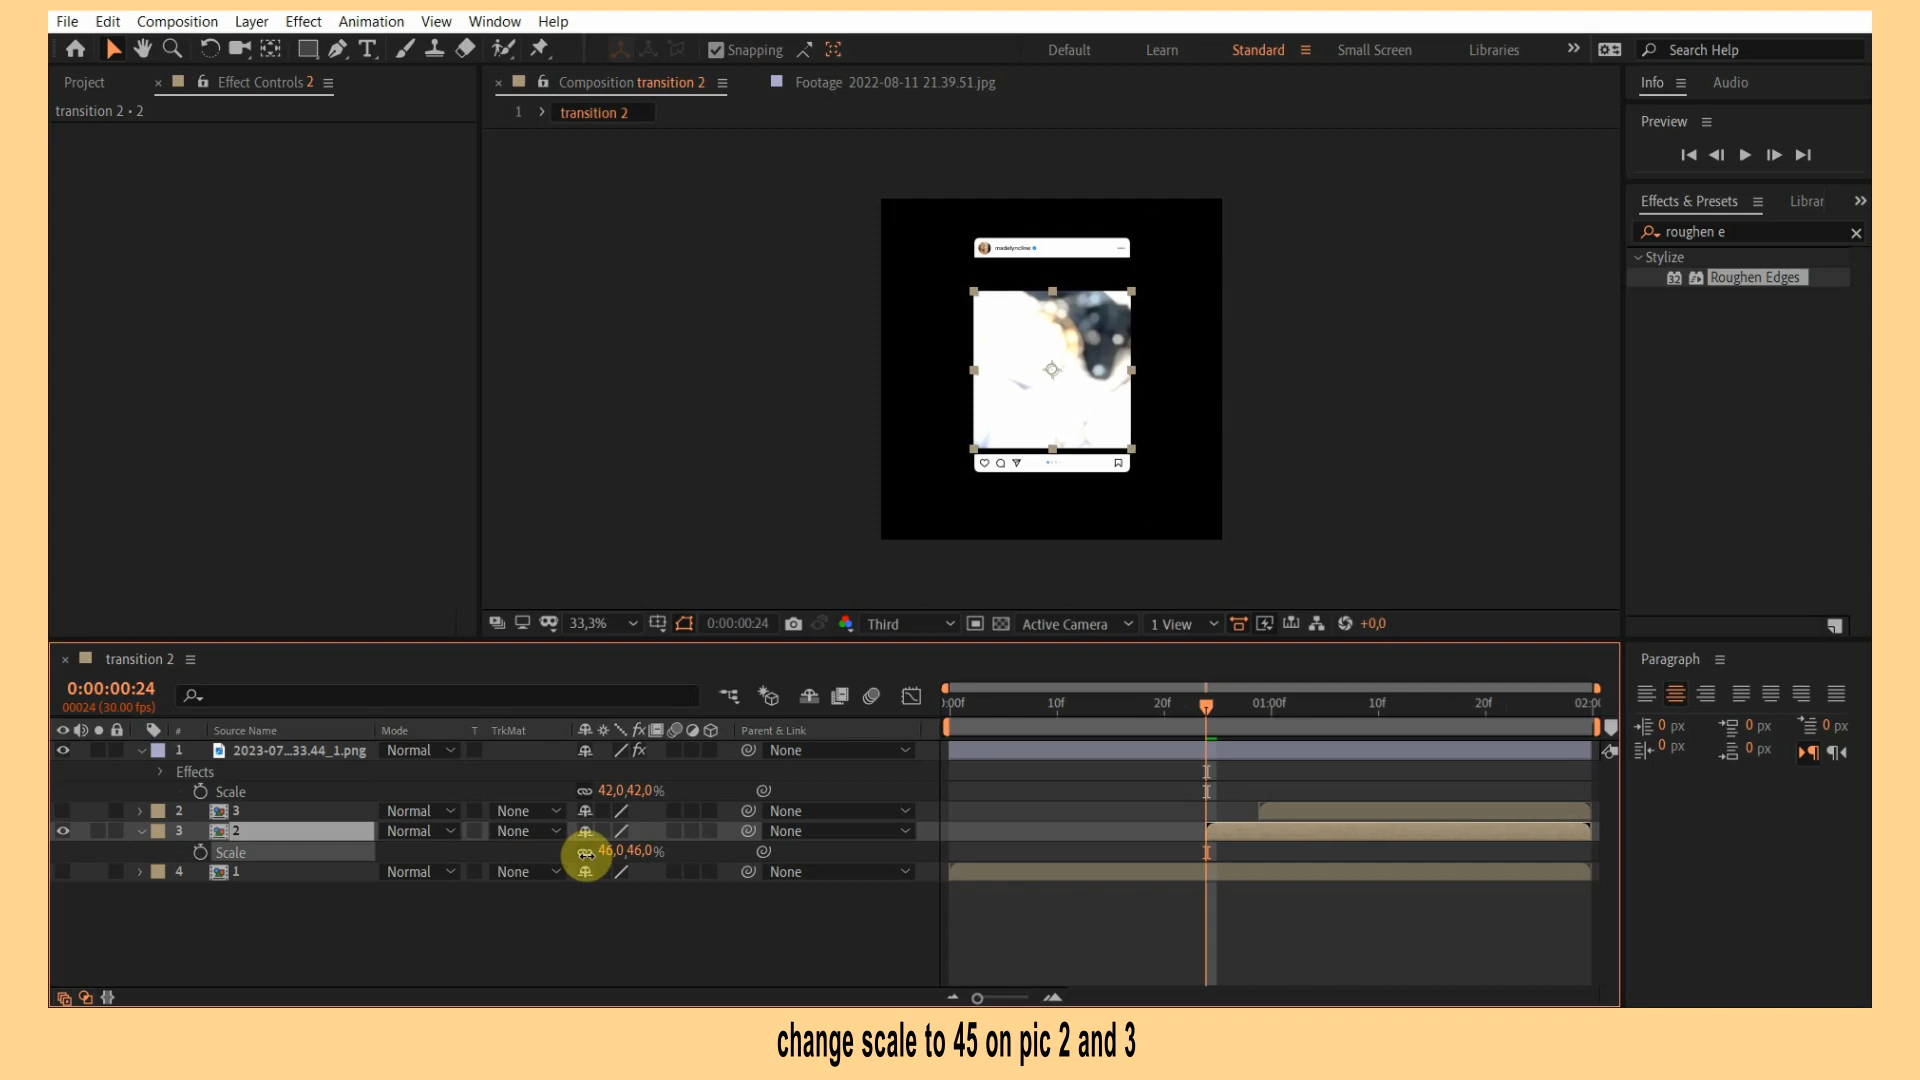 File Edit Composition Layer Effect Animation View Window Help
Snapping Default Learn Standard Small Screen Libraries Search Help
Project Effect Controls 2 Composition transition 2 Footage 2022-08-11 21.39.51.jpg Info Audio
transition 2 • 2 1 transition 2
Preview
Effects & Presets Librar
roughen e
Stylize
32 Roughen Edges
madelyncline
33,3% 0:00:00:24 Third Active Camera 1 View +0,0
transition 2 Paragraph
0:00:00:24
00024 (30.00 fps)
):00f 10f 20f 01:00f 10f 20f 02:0
# Source Name Mode T TrkMat Parent & Link
1 2023-07...33.44_1.png Normal None
Effects
Scale 42,0,42,0%
2 3 Normal None None
3 2 Normal None None
Scale 46,0,46,0%
4 1 Normal None None
0 px 0 px 0 px
0 px 0 px
change scale to 45 on pic 2 and 3